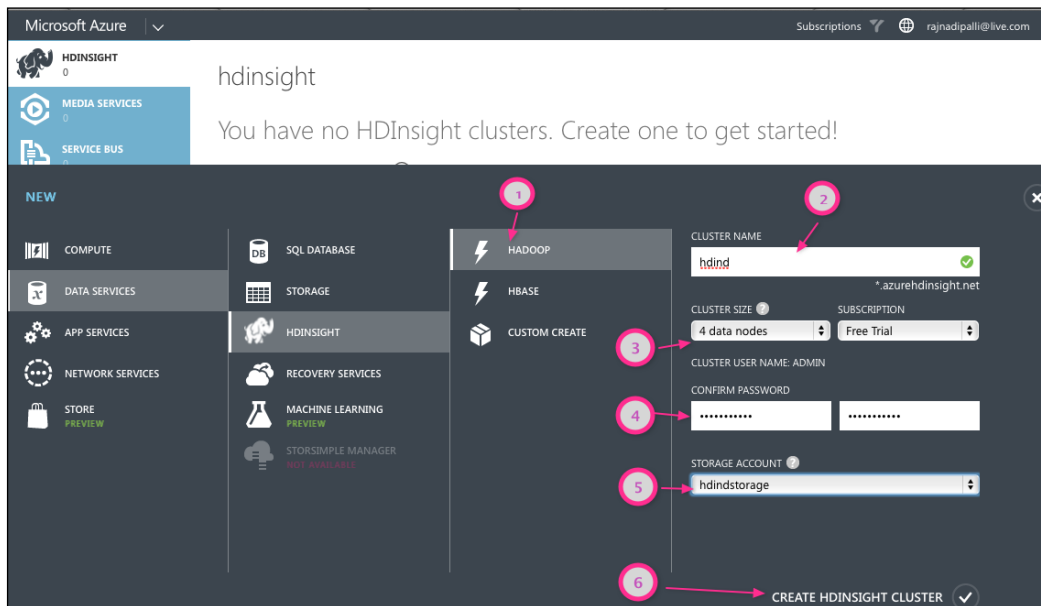 Microsoft Azure
Subscriptions
rajnadipalli@live.com
HDINSIGHT
0
MEDIA SERVICES
0
SERVICE BUS
0
hdinsight
You have no HDInsight clusters. Create one to get started!
NEW
COMPUTE
DATA SERVICES
APP SERVICES
NETWORK SERVICES
STORE
PREVIEW
DB
SQL DATABASE
STORAGE
HDINSIGHT
RECOVERY SERVICES
MACHINE LEARNING
PREVIEW
STORSIMPLE MANAGER
NOT AVAILABLE
1
HADOOP
HBASE
CUSTOM CREATE
2
CLUSTER NAME
hdind
*.azurehdinsight.net
CLUSTER SIZE ? SUBSCRIPTION
3
4 data nodes Free Trial
CLUSTER USER NAME: ADMIN
CONFIRM PASSWORD
4
••••••••••• •••••••••••
STORAGE ACCOUNT ?
5
hdindstorage
6
CREATE HDINSIGHT CLUSTER